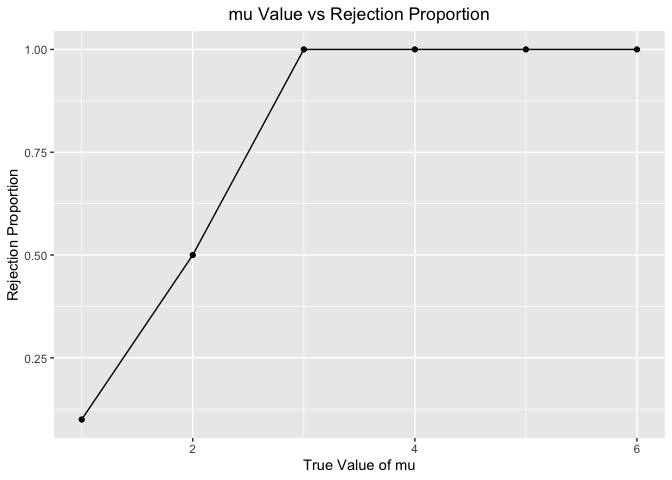 mu Value vs Rejection Proportion
Rejection Proportion
1.00
0.75
0.50
0.25
2
4
6
True Value of mu